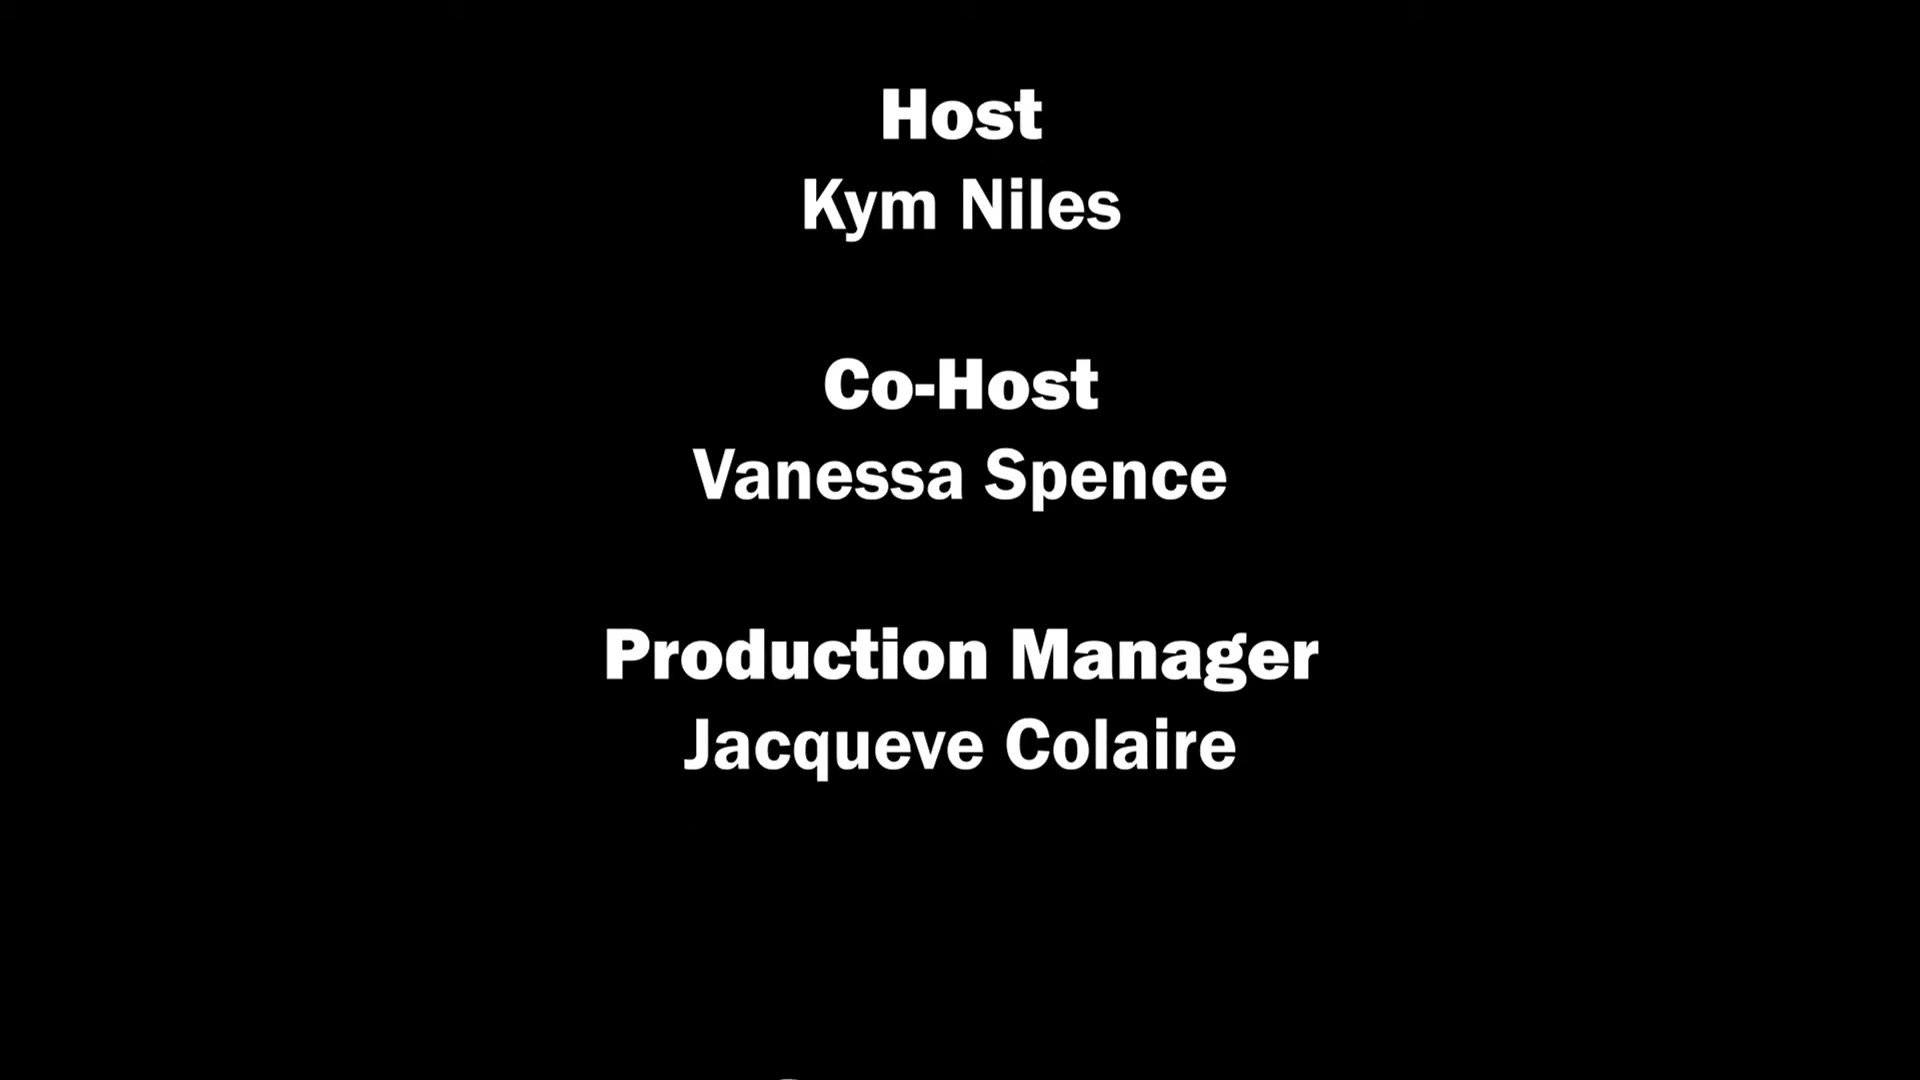 Host
Kym Niles
Co-Host
Vanessa Spence
Production Manager
Jacqueve Colaire